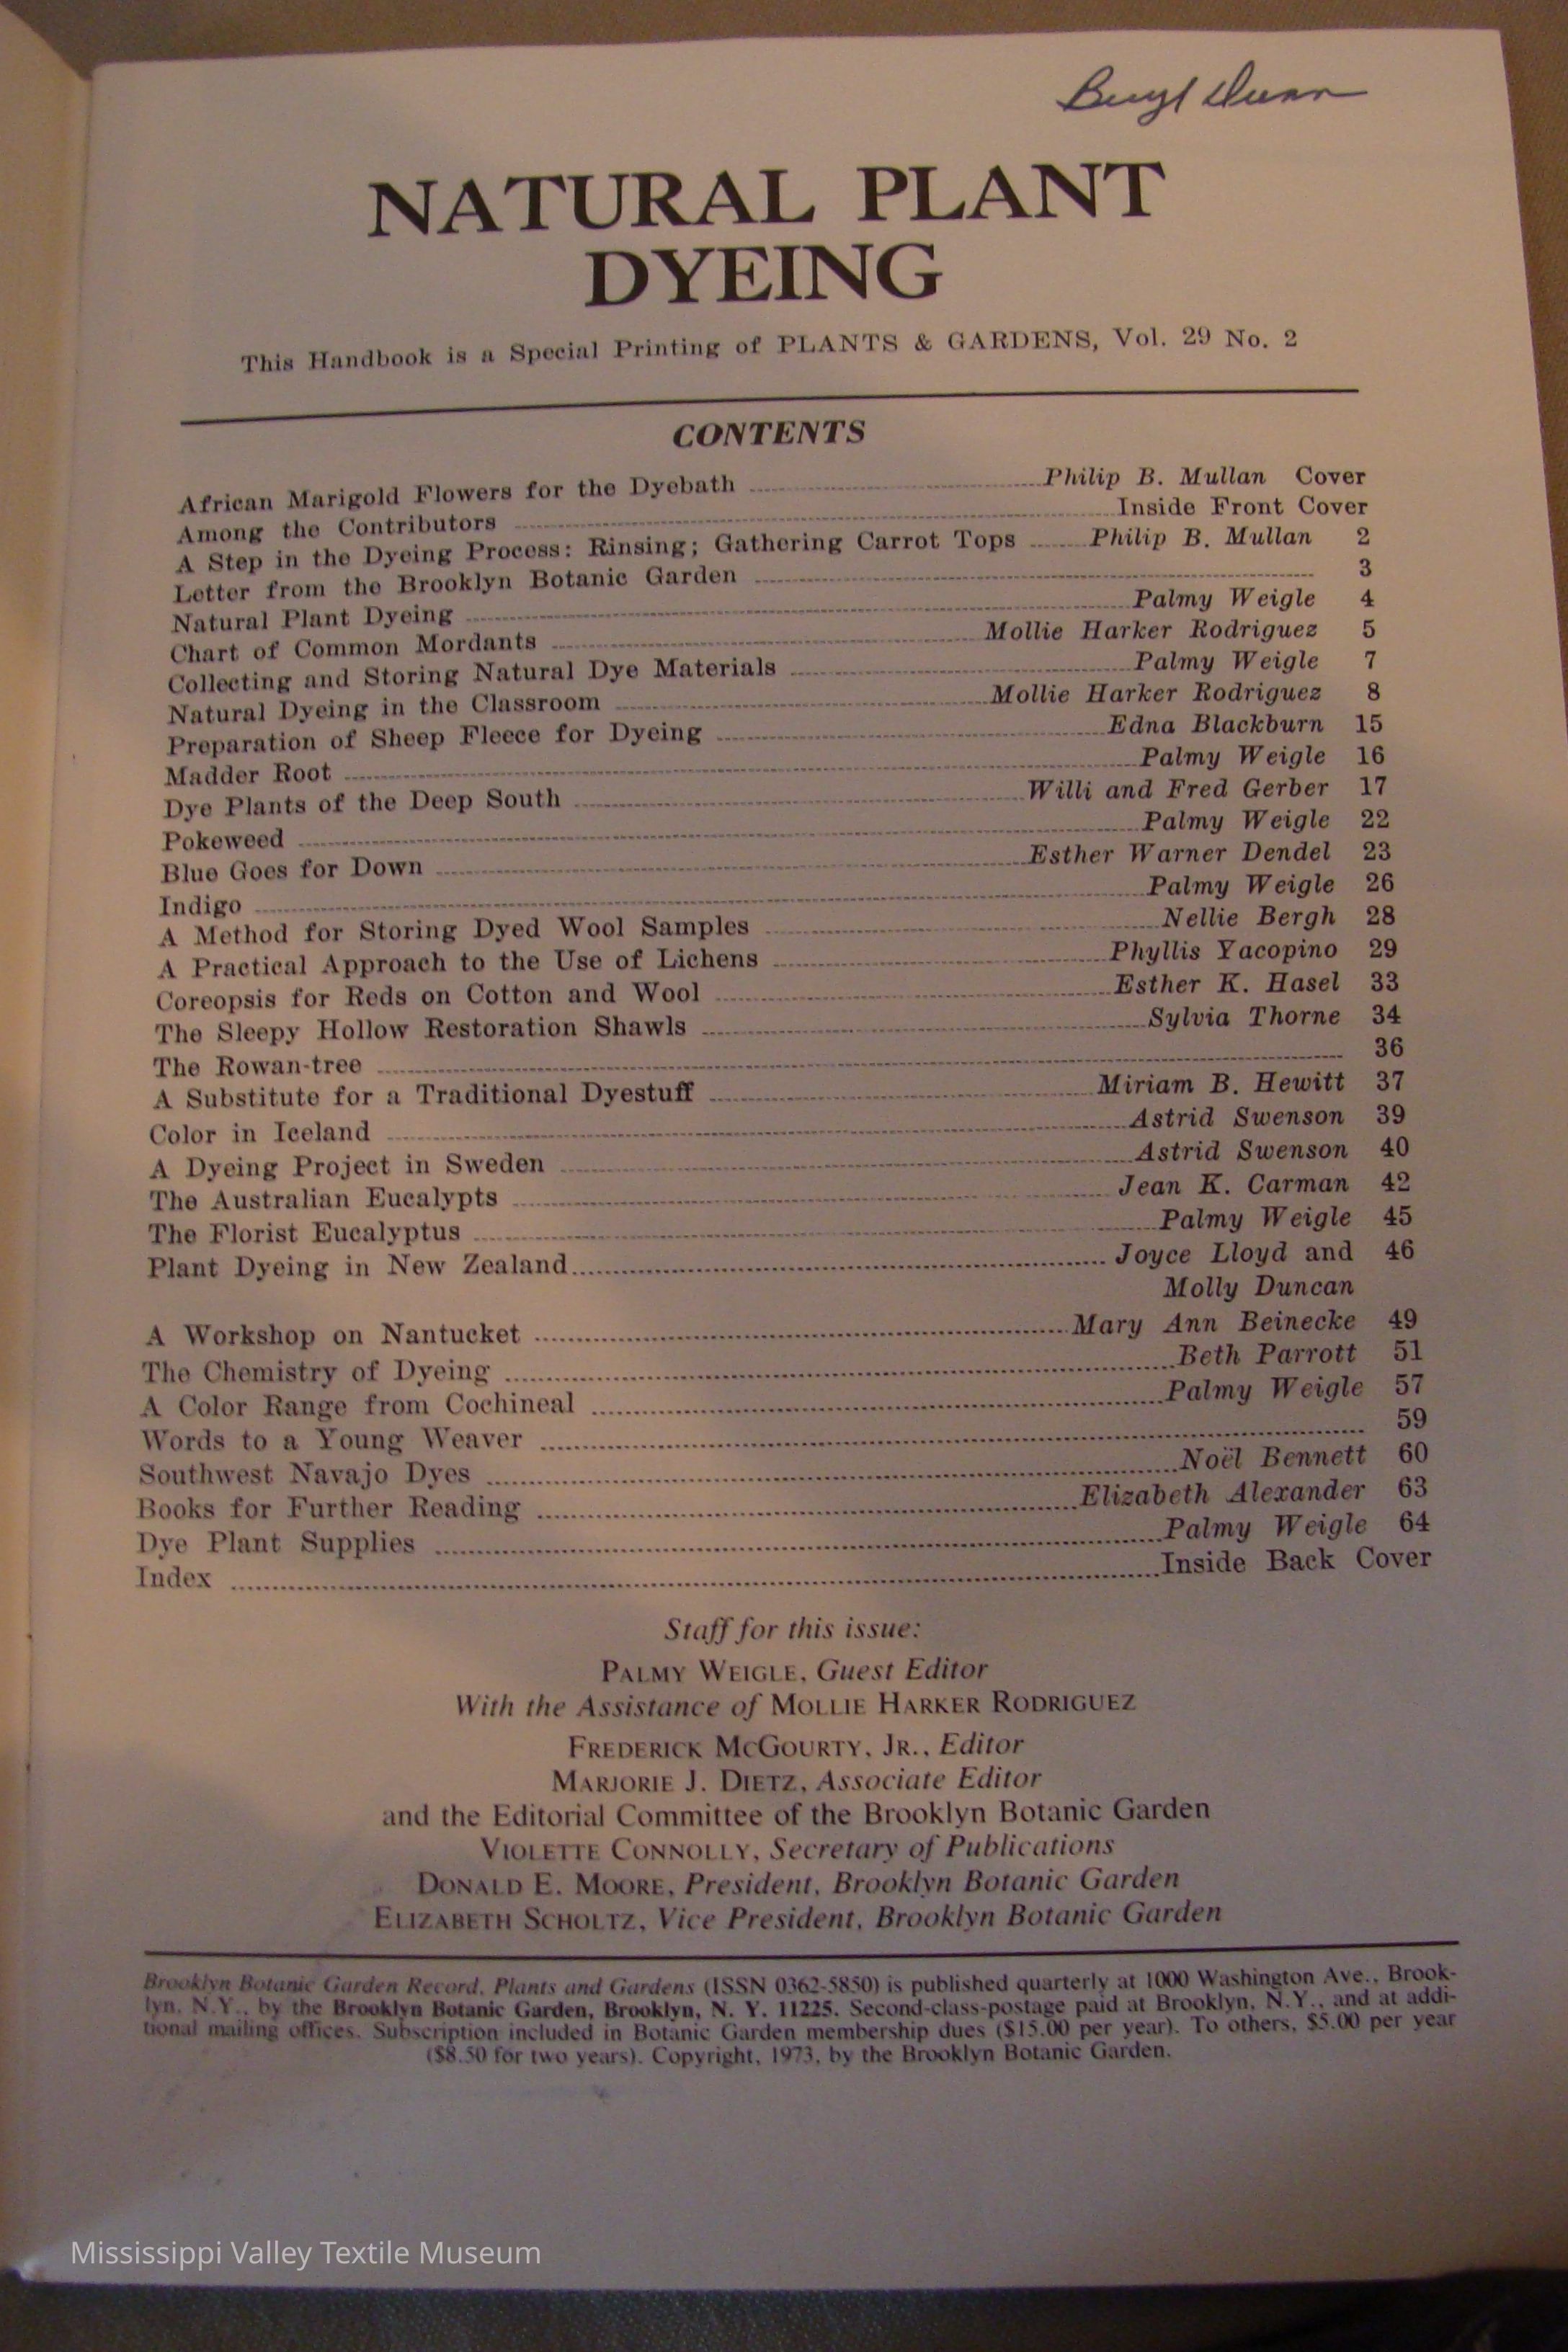 Beryl Dunn
NATURAL PLANT
DYEING
This Handbook is a Special Printing of PLANTS & GARDENS, Vol. 29 No. 2
CONTENTS
African Marigold Flowers for the Dyebath Philip B. Mullan Cover
Among the Contributors Inside Front Cover
A Step in the Dyeing Process: Rinsing; Gathering Carrot Tops Philip B. Mullan 2
Letter from the Brooklyn Botanic Garden 3
Natural Plant Dyeing Palmy Weigle 4
Chart of Common Mordants Mollie Harker Rodriguez 5
Collecting and Storing Natural Dye Materials Palmy Weigle 7
Natural Dyeing in the Classroom Mollie Harker Rodriguez 8
Preparation of Sheep Fleece for Dyeing Edna Blackburn 15
Madder Root Palmy Weigle 16
Dye Plants of the Deep South Willi and Fred Gerber 17
Pokeweed Palmy Weigle 22
Blue Goes for Down Esther Warner Dendel 23
Indigo Palmy Weigle 26
A Method for Storing Dyed Wool Samples Nellie Bergh 28
A Practical Approach to the Use of Lichens Phyllis Yacopino 29
Coreopsis for Reds on Cotton and Wool Esther K. Hasel 33
The Sleepy Hollow Restoration Shawls Sylvia Thorne 34
The Rowan-tree 36
A Substitute for a Traditional Dyestuff Miriam B. Hewitt 37
Color in Iceland Astrid Swenson 39
A Dyeing Project in Sweden Astrid Swenson 40
The Australian Eucalypts Jean K. Carman 42
The Florist Eucalyptus Palmy Weigle 45
Plant Dyeing in New Zealand Joyce Lloyd and 46
Molly Duncan
A Workshop on Nantucket Mary Ann Beinecke 49
The Chemistry of Dyeing Beth Parrott 51
A Color Range from Cochineal Palmy Weigle 57
Words to a Young Weaver 59
Southwest Navajo Dyes Noël Bennett 60
Books for Further Reading Elizabeth Alexander 63
Dye Plant Supplies Palmy Weigle 64
Index Inside Back Cover
Staff for this issue:
PALMY WEIGLE, Guest Editor
With the Assistance of MOLLIE HARKER RODRIGUEZ
FREDERICK MCGOURTY, JR., Editor
MARJORIE J. DIETZ, Associate Editor
and the Editorial Committee of the Brooklyn Botanic Garden
VIOLETTE CONNOLLY, Secretary of Publications
DONALD E. MOORE, President, Brooklyn Botanic Garden
ELIZABETH SCHOLTZ, Vice President, Brooklyn Botanic Garden
Brooklyn Botanic Garden Record, Plants and Gardens (ISSN 0362-5850) is published quarterly at 1000 Washington Ave., Brook-
lyn, N.Y., by the Brooklyn Botanic Garden, Brooklyn, N. Y. 11225. Second-class-postage paid at Brooklyn, N.Y., and at addi-
tional mailing offices. Subscription included in Botanic Garden membership dues ($15.00 per year). To others, $5.00 per year
($8.50 for two years). Copyright, 1973, by the Brooklyn Botanic Garden.
Mississippi Valley Textile Museum